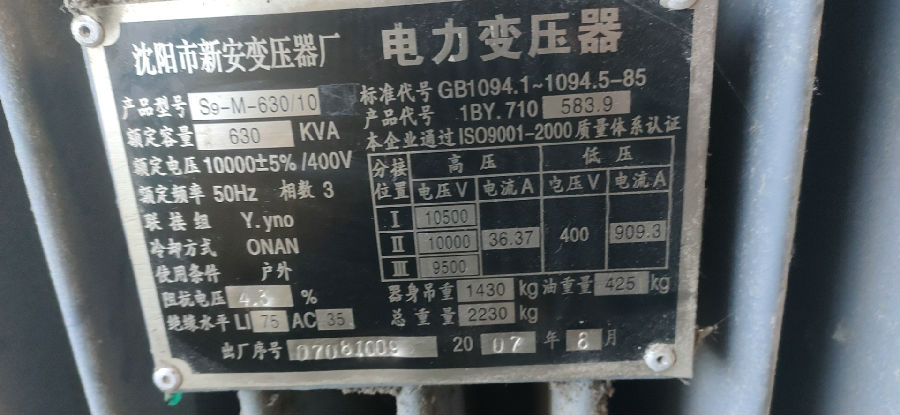 沈阳市新安变压器厂
电力变压器
产品型号 S9-M-630/10
额定容量 630 KVA
额定电压 10000±5%/400V
额定频率 50Hz 相数 3
联接组 Y.yno
冷却方式 ONAN
使用条件 户外
阻抗电压 4.3 %
绝缘水平 LI 75 AC 35
标准代号 GB1094.1~1094.5-85
产品代号 1BY.710 583.9
本企业通过ISO9001-2000质量体系认证
分接位置 高压 低压
电压V 电流A 电压V 电流A
I 10500
II 10000 36.37 400 909.3
III 9500
器身吊重 1430 kg 油重量 425 kg
总重量 2230 kg
出厂序号 07081009 2007年8月